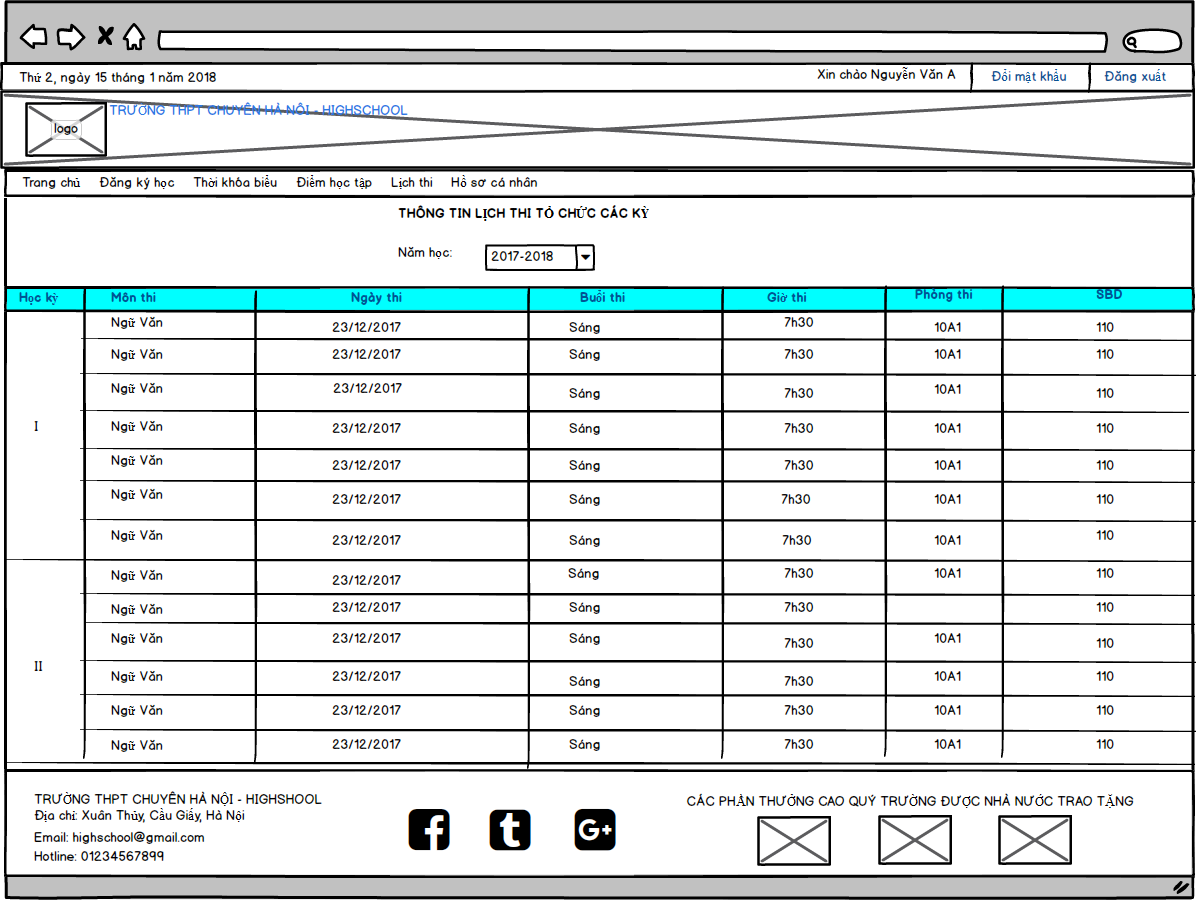 Thứ 2, ngày 15 tháng 1 năm 2018
Xin chào Nguyễn Văn A
Đổi mật khẩu
Đăng xuất
logo
TRƯỜNG THPT CHUYÊN HÀ NỘI - HIGHSCHOOL
Trang chủ Đăng ký học Thời khóa biểu Điểm học tập Lịch thi Hồ sơ cá nhân
THÔNG TIN LỊCH THI TỔ CHỨC CÁC KỲ
Năm học: 2017-2018
Học kỳ Môn thi Ngày thi Buổi thi Giờ thi Phòng thi SBD
Ngữ Văn 23/12/2017 Sáng 7h30 10A1 110
Ngữ Văn 23/12/2017 Sáng 7h30 10A1 110
Ngữ Văn 23/12/2017 Sáng 7h30 10A1 110
I Ngữ Văn 23/12/2017 Sáng 7h30 10A1 110
Ngữ Văn 23/12/2017 Sáng 7h30 10A1 110
Ngữ Văn 23/12/2017 Sáng 7h30 10A1 110
Ngữ Văn 23/12/2017 Sáng 7h30 10A1 110
Ngữ Văn 23/12/2017 Sáng 7h30 10A1 110
Ngữ Văn 23/12/2017 Sáng 7h30 110
Ngữ Văn 23/12/2017 Sáng 7h30 10A1 110
II Ngữ Văn 23/12/2017 Sáng 7h30 10A1 110
Ngữ Văn 23/12/2017 Sáng 7h30 10A1 110
Ngữ Văn 23/12/2017 Sáng 7h30 10A1 110
TRƯỜNG THPT CHUYÊN HÀ NỘI - HIGHSHOOL
Địa chỉ: Xuân Thủy, Cầu Giấy, Hà Nội
Email: highschool@gmail.com
Hotline: 01234567899
f t G+
CÁC PHẦN THƯỞNG CAO QUÝ TRƯỜNG ĐƯỢC NHÀ NƯỚC TRAO TẶNG